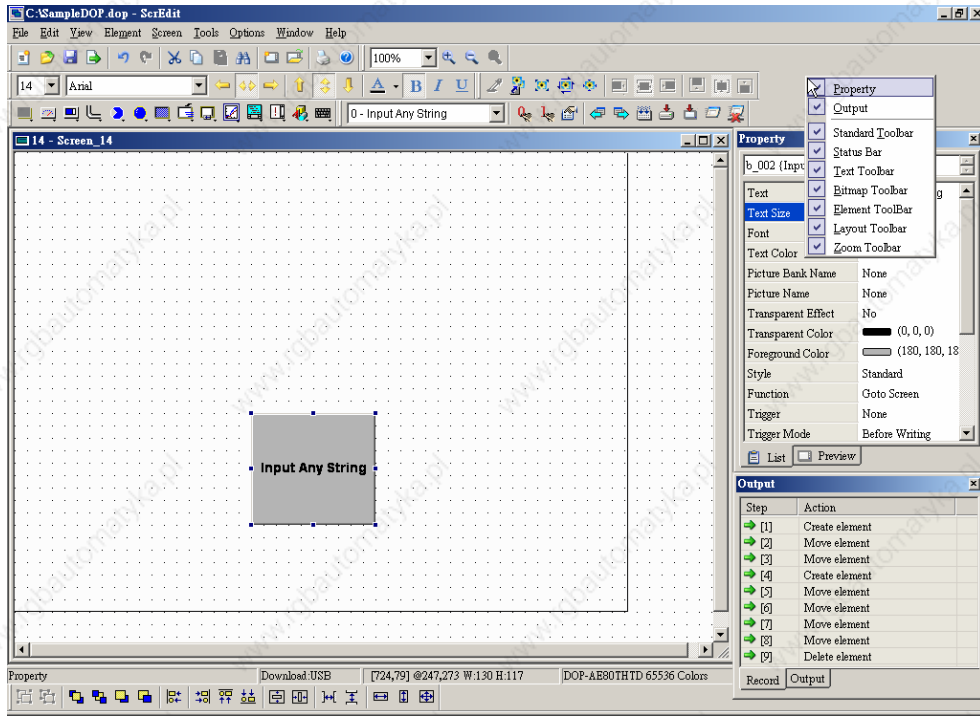 C:\SampleDOP.dop - ScrEdit
File Edit View Element Screen Tools Options Window Help
100%
14 Arial A B I U
0 - Input Any String
14 - Screen_14
Input Any String
Property
Output
Standard Toolbar
Status Bar
Text Toolbar
Bitmap Toolbar
Element ToolBar
Layout Toolbar
Zoom Toolbar
Property
b_002 {Inpu
Text g
Text Size
Font
Text Color
Picture Bank Name None
Picture Name None
Transparent Effect No
Transparent Color (0, 0, 0)
Foreground Color (180, 180, 18
Style Standard
Function Goto Screen
Trigger None
Trigger Mode Before Writing
List Preview
Output
Step Action
[1] Create element
[2] Move element
[3] Move element
[4] Create element
[5] Move element
[6] Move element
[7] Move element
[8] Move element
[9] Delete element
Record Output
Property Download:USB [724,79] @247,273 W:130 H:117 DOP-AE80THTD 65536 Colors
www.rgbautomatyka.pl